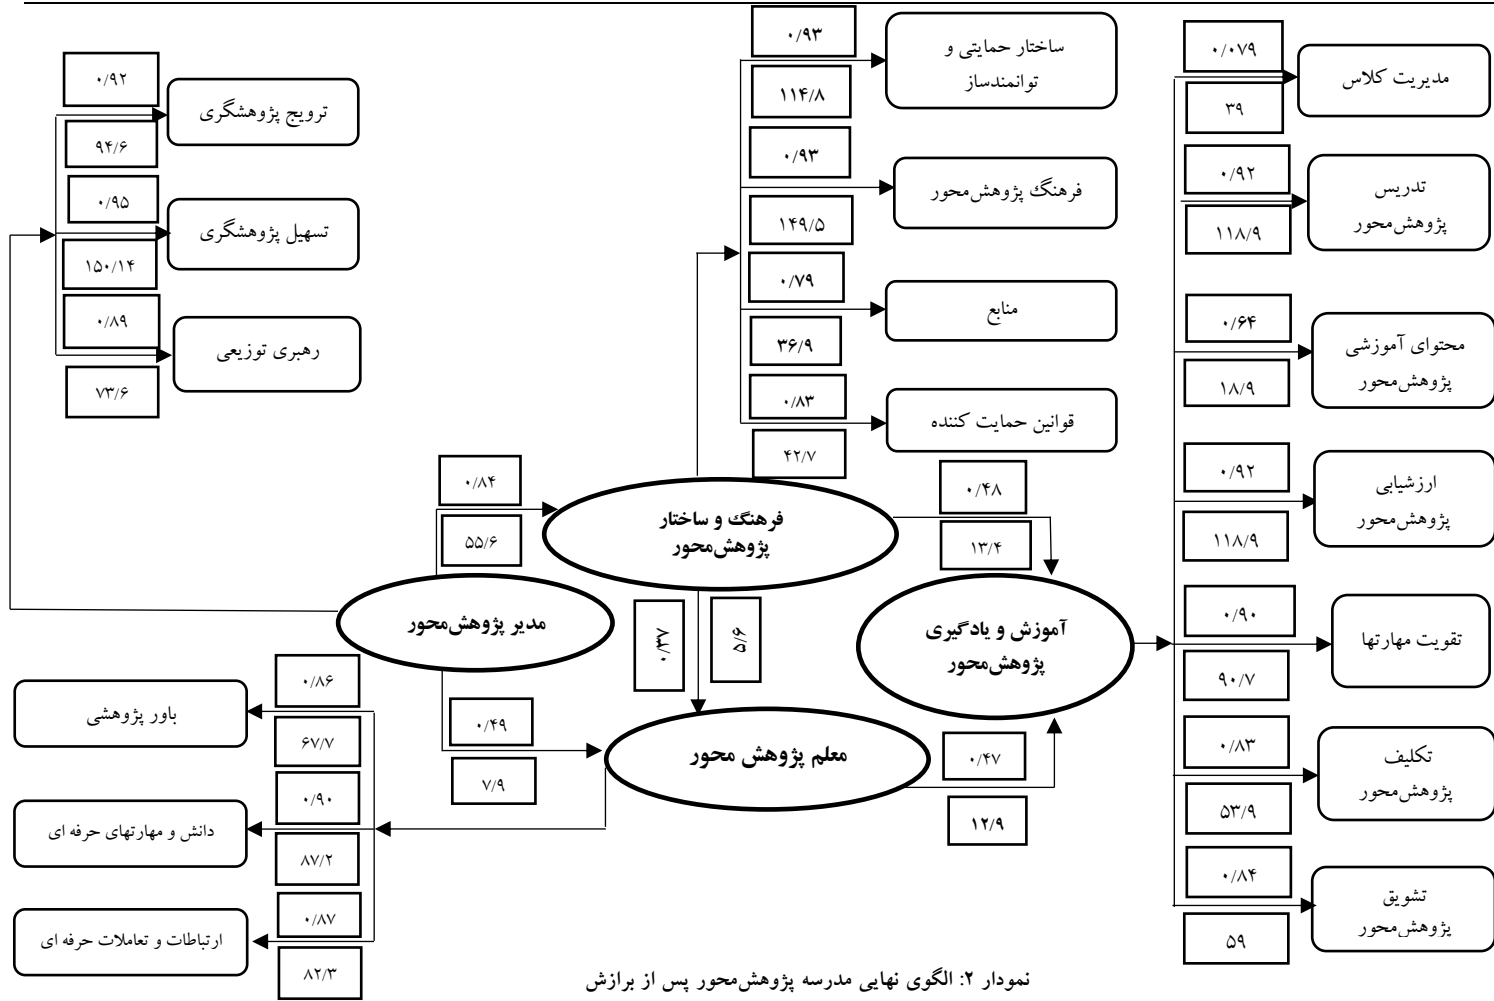 ۰/۹۳
ساختار حمایتی و
توانمندساز
۱۱۴/۸
۰/۹۳
فرهنگ پژوهش‌محور
۱۴۹/۵
۰/۷۹
منابع
۳۶/۹
۰/۸۳
قوانین حمایت کننده
۴۲/۷
۰/۰۷۹
مدیریت کلاس
۳۹
۰/۹۲
تدریس
پژوهش‌محور
۱۱۸/۹
۰/۶۴
محتوای آموزشی
پژوهش‌محور
۱۸/۹
۰/۹۲
ارزشیابی
پژوهش‌محور
۱۱۸/۹
۰/۹۰
تقویت مهارتها
۹۰/۷
۰/۸۳
تکلیف
پژوهش‌محور
۵۳/۹
۰/۸۴
تشویق
پژوهش‌محور
۵۹
۰/۹۲
ترویج پژوهشگری
۹۴/۶
۰/۹۵
تسهیل پژوهشگری
۱۵۰/۱۴
۰/۸۹
رهبری توزیعی
۷۳/۶
۰/۸۴
۵۵/۶
فرهنگ و ساختار
پژوهش‌محور
۰/۴۸
۱۳/۴
مدیر پژوهش‌محور
۰/۳۷
۵/۶
آموزش و یادگیری
پژوهش‌محور
۰/۴۹
۷/۹
معلم پژوهش محور
۰/۴۷
۱۲/۹
۰/۸۶
باور پژوهشی
۶۷/۷
۰/۹۰
دانش و مهارتهای حرفه ای
۸۷/۲
۰/۸۷
ارتباطات و تعاملات حرفه ای
۸۲/۳
نمودار ۲: الگوی نهایی مدرسه پژوهش‌محور پس از برازش